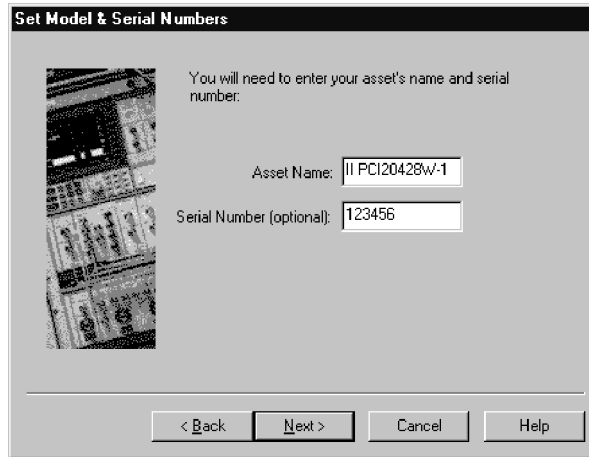 Set Model & Serial Numbers
You will need to enter your asset's name and serial
number:
Asset Name: II PCI20428W-1
Serial Number (optional): 123456
< Back Next > Cancel Help